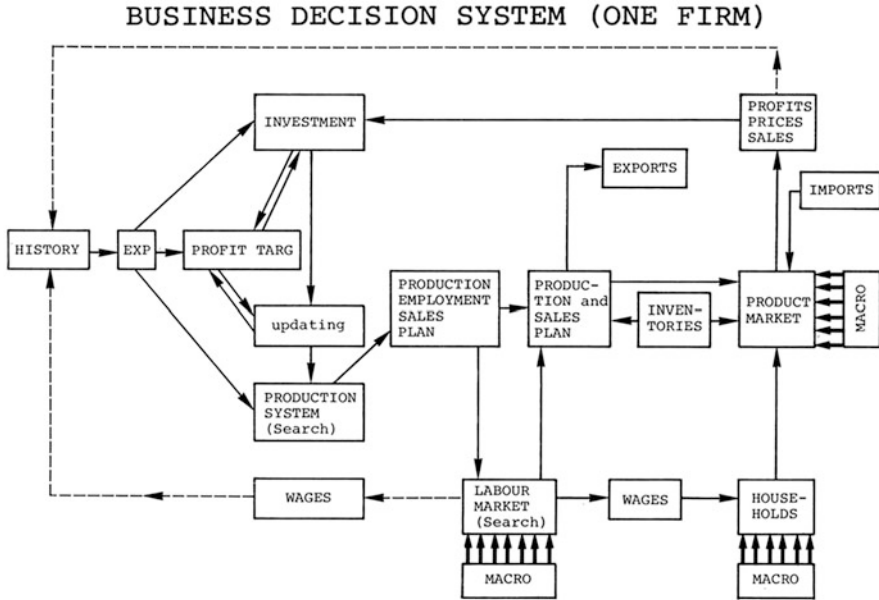 BUSINESS DECISION SYSTEM (ONE FIRM)
INVESTMENT
PROFITS
PRICES
SALES
EXPORTS
IMPORTS
HISTORY
EXP
PROFIT TARG
PRODUCTION
EMPLOYMENT
SALES
PLAN
PRODUC-
TION and
SALES
PLAN
INVEN-
TORIES
PRODUCT
MARKET
MACRO
updating
PRODUCTION
SYSTEM
(Search)
WAGES
LABOUR
MARKET
(Search)
WAGES
HOUSE-
HOLDS
MACRO
MACRO